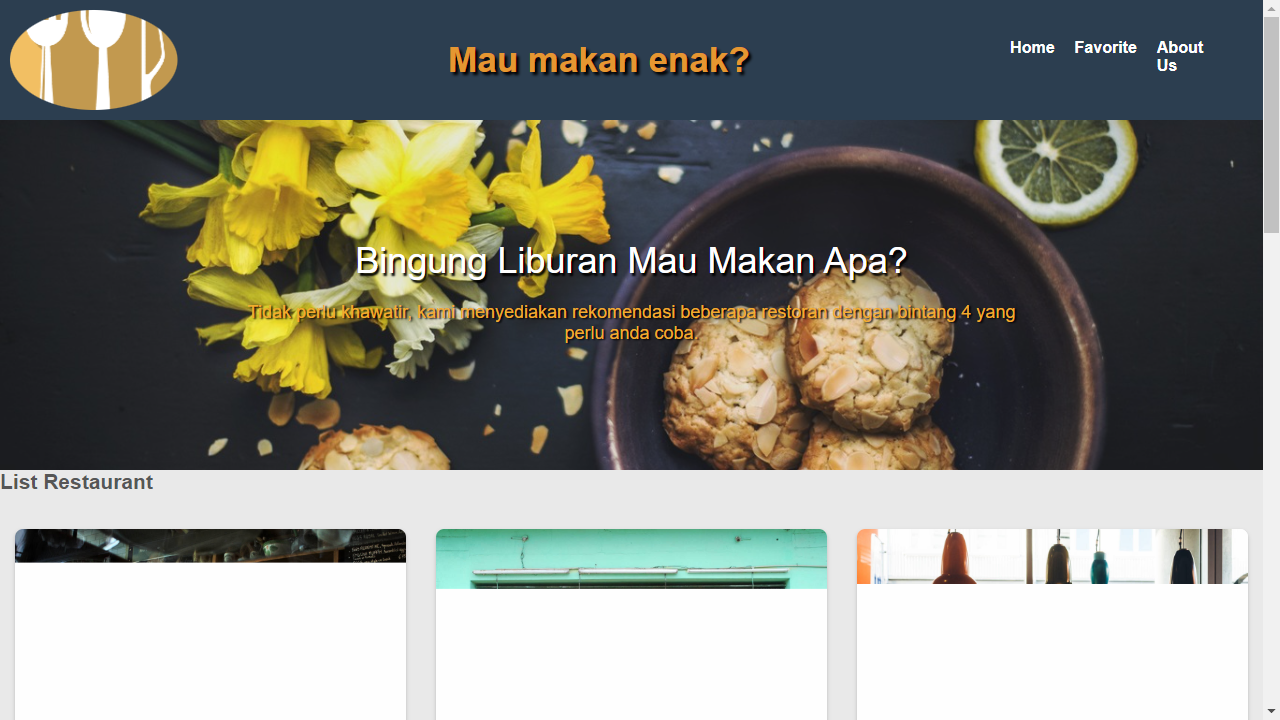 Mau makan enak?
Home
Favorite
About
Us
Bingung Liburan Mau Makan Apa?
Tidak perlu khawatir, kami menyediakan rekomendasi beberapa restoran dengan bintang 4 yang
perlu anda coba.
List Restaurant